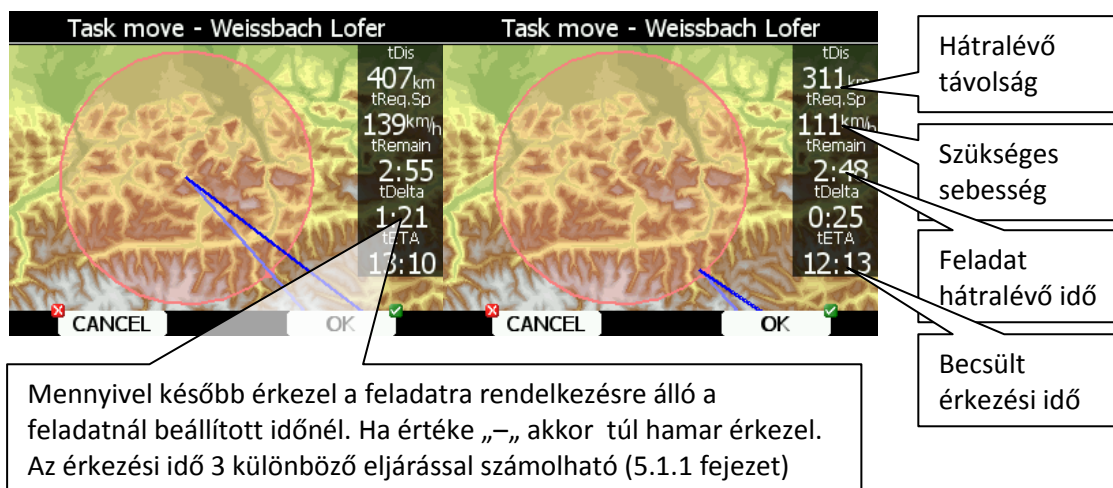 Task move - Weissbach Lofer
tDis
407km
tReq.Sp
139km/h
tRemain
2:55
tDelta
1:21
tETA
13:10
CANCEL
OK
Task move - Weissbach Lofer
tDis
311km
tReq.Sp
111km/h
tRemain
2:48
tDelta
0:25
tETA
12:13
CANCEL
OK
Hátralévő
távolság
Szükséges
sebesség
Feladat
hátralévő idő
Becsült
érkezési idő
Mennyivel később érkezel a feladatra rendelkezésre álló a
feladatnál beállított időnél. Ha értéke „–„ akkor túl hamar érkezel.
Az érkezési idő 3 különböző eljárással számolható (5.1.1 fejezet)